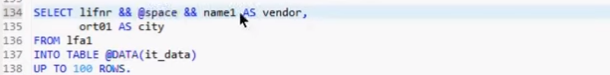 134 SELECT lifnr && @space && name1 AS vendor,
135 ort01 AS city
136 FROM lfa1
137 INTO TABLE @DATA(it_data)
138 UP TO 100 ROWS.